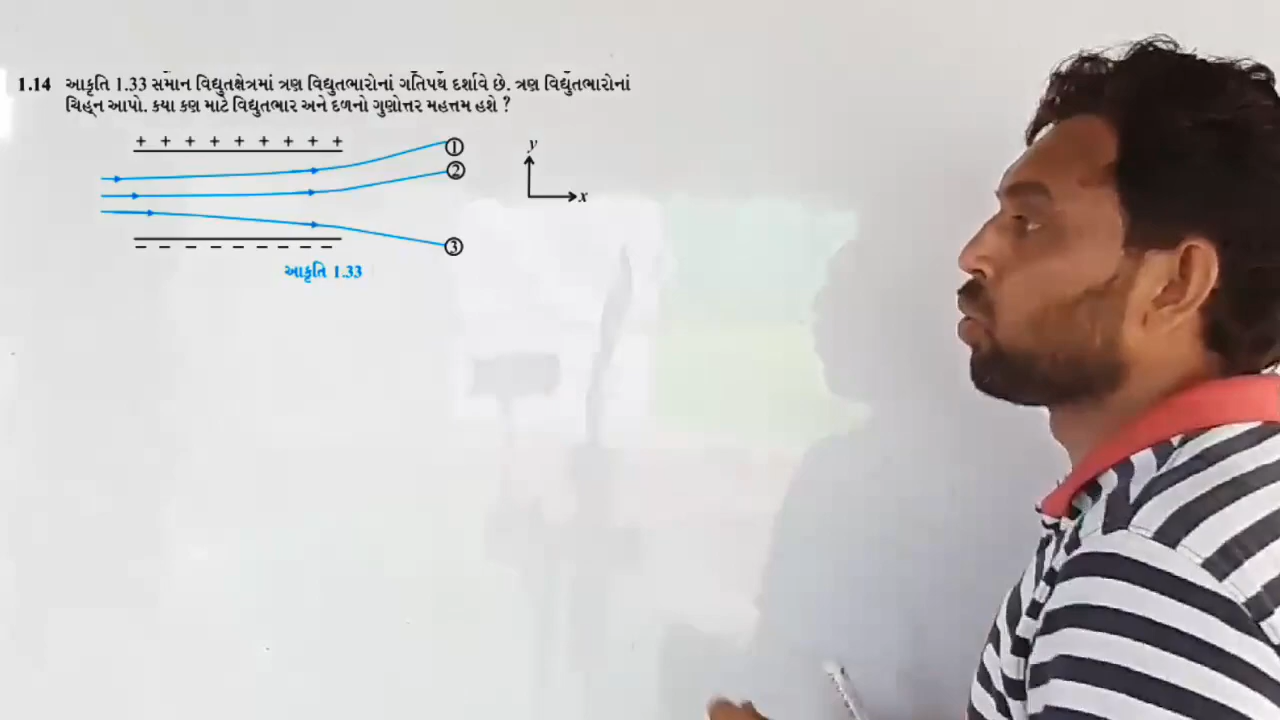 1.14 આકૃતિ 1.33 સમાન વિદ્યુતક્ષેત્રમાં ત્રણ વિદ્યુતભારોનાં ગતિપથ દર્શાવે છે. ત્રણ વિદ્યુતભારોનાં
ચિહ્ન આપો. કયા કણ માટે વિદ્યુતભાર અને દળનો ગુણોત્તર મહત્તમ હશે ?
+ + + + + + + + +
①
②
y
x
③
– – – – – – – –
આકૃતિ 1.33